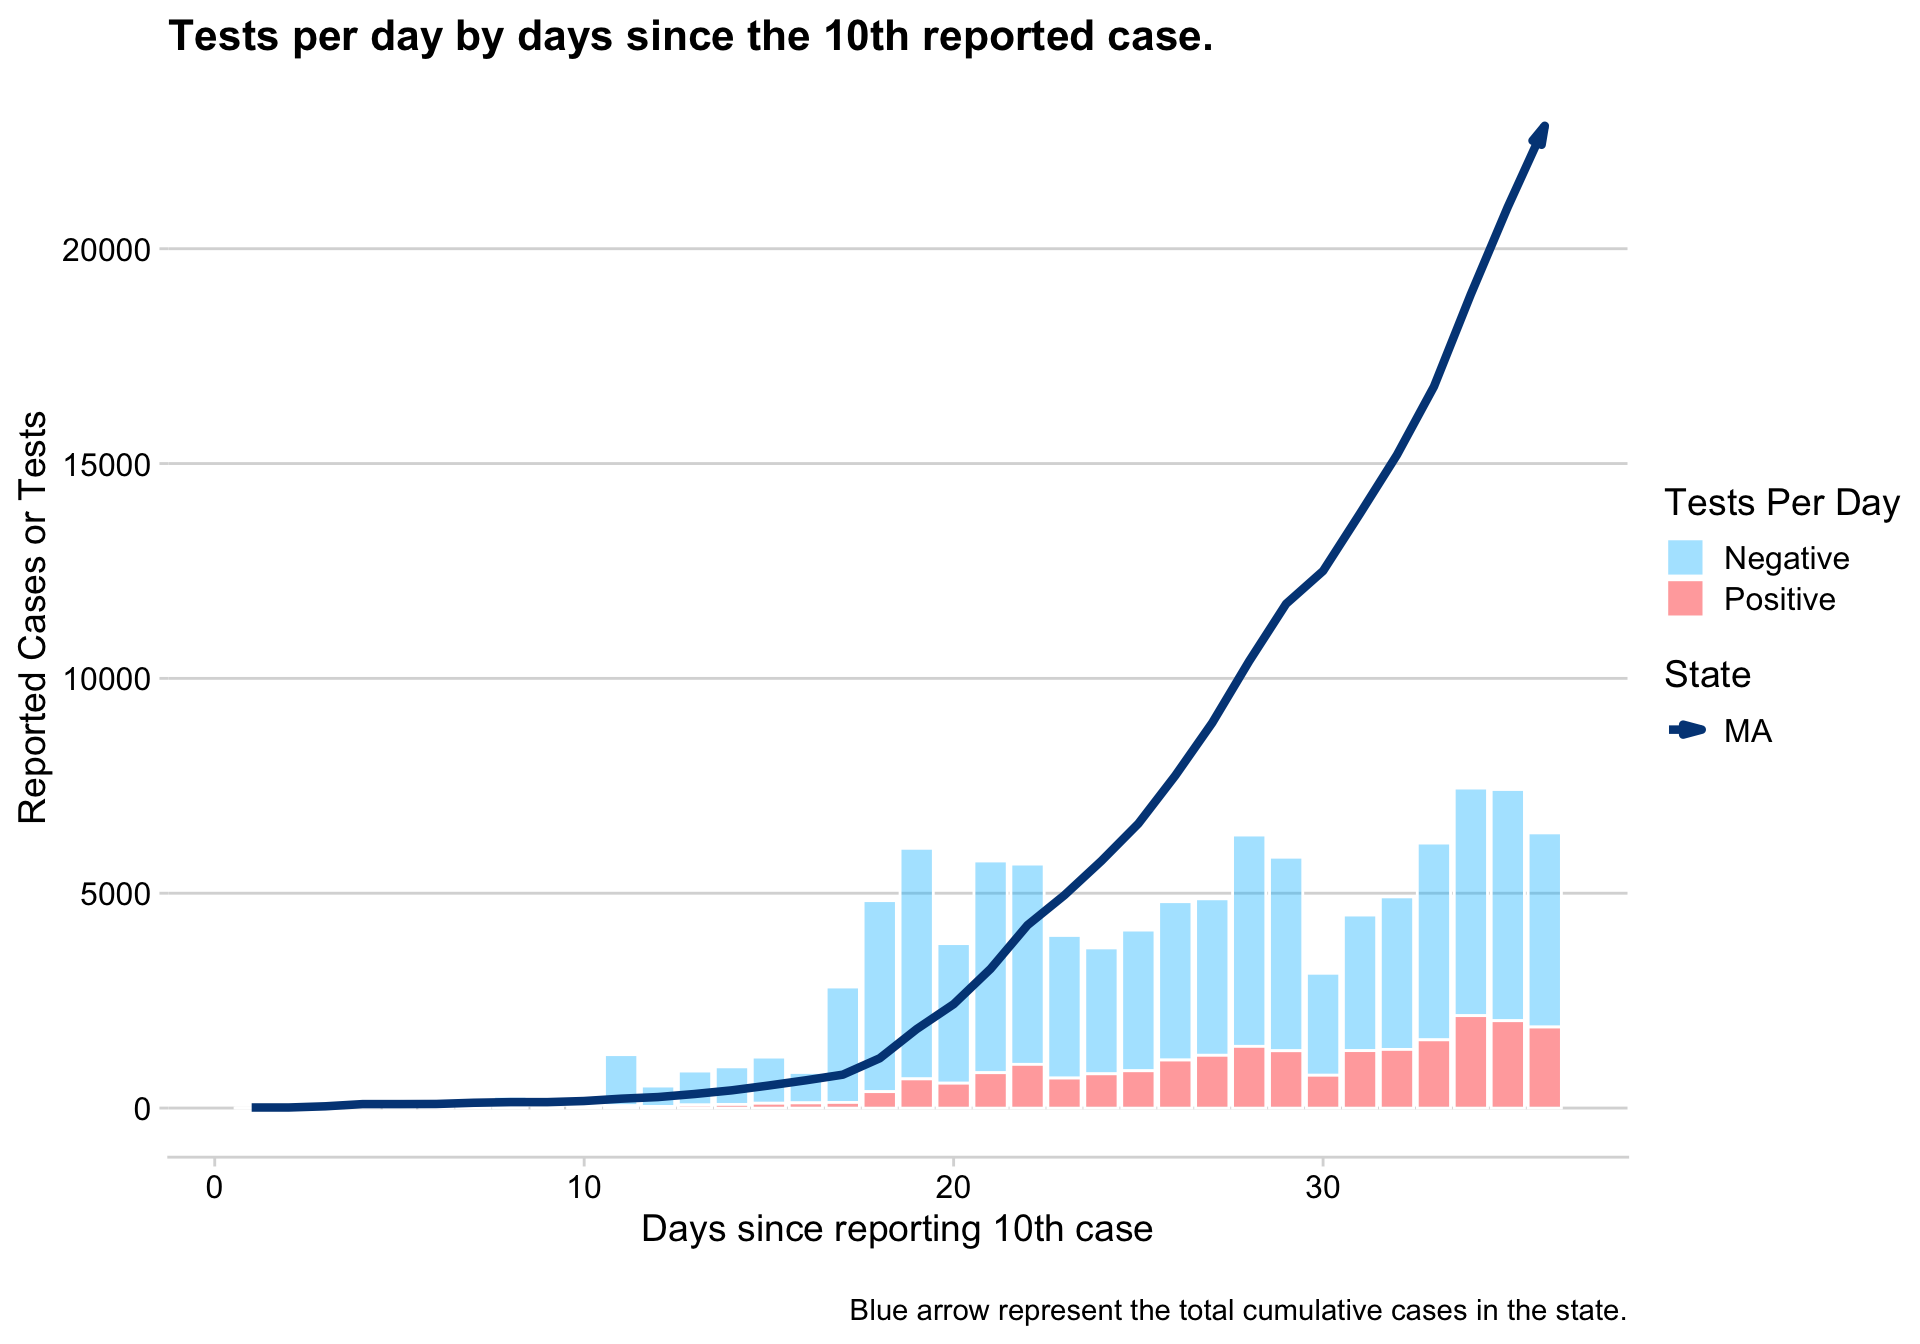 Tests per day by days since the 10th reported case.
20000
15000
10000
5000
0
Reported Cases or Tests
0 10 20 30
Days since reporting 10th case
Tests Per Day
Negative
Positive
State
MA
Blue arrow represent the total cumulative cases in the state.